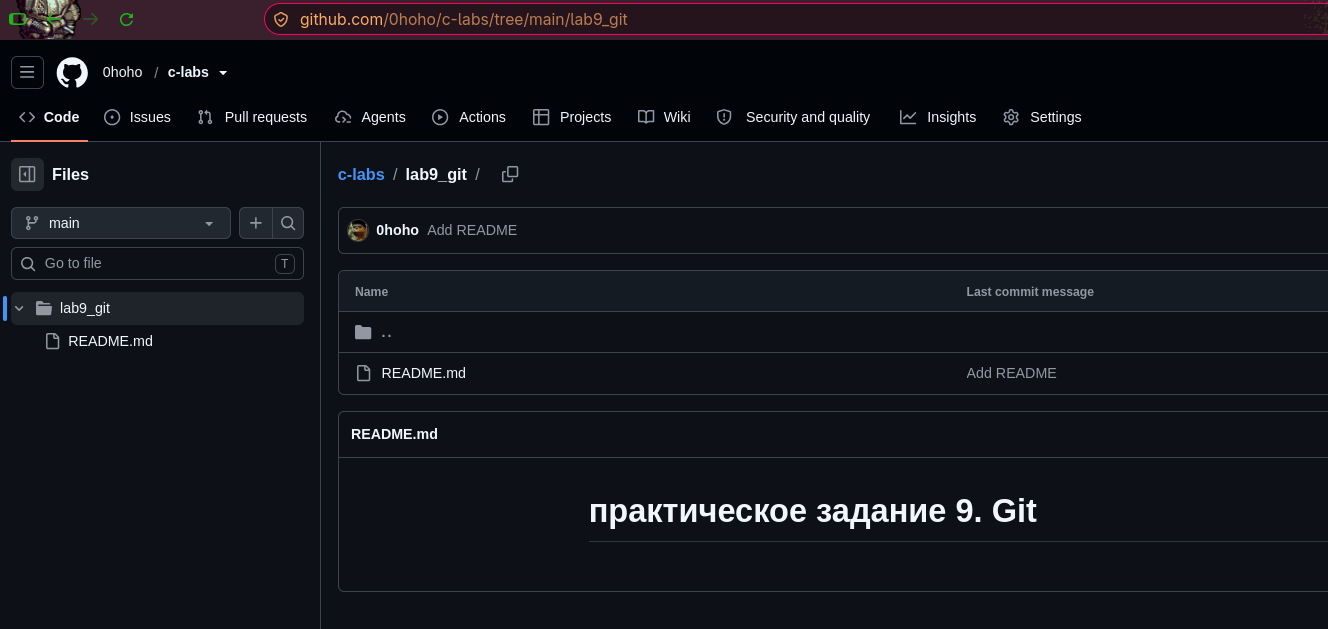 github.com/0hoho/c-labs/tree/main/lab9_git
0hoho / c-labs
Code Issues Pull requests Agents Actions Projects Wiki Security and quality Insights Settings
Files
c-labs / lab9_git /
main
0hoho Add README
Go to file T
Name Last commit message
lab9_git
..
README.md
README.md Add README
README.md
практическое задание 9. Git